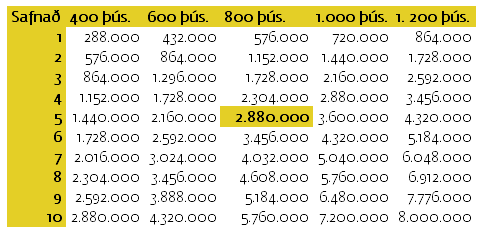 Safnað 400 þús. 600 þús. 800 þús. 1.000 þús. 1. 200 þús.
1 288.000 432.000 576.000 720.000 864.000
2 576.000 864.000 1.152.000 1.440.000 1.728.000
3 864.000 1.296.000 1.728.000 2.160.000 2.592.000
4 1.152.000 1.728.000 2.304.000 2.880.000 3.456.000
5 1.440.000 2.160.000 2.880.000 3.600.000 4.320.000
6 1.728.000 2.592.000 3.456.000 4.320.000 5.184.000
7 2.016.000 3.024.000 4.032.000 5.040.000 6.048.000
8 2.304.000 3.456.000 4.608.000 5.760.000 6.912.000
9 2.592.000 3.888.000 5.184.000 6.480.000 7.776.000
10 2.880.000 4.320.000 5.760.000 7.200.000 8.000.000